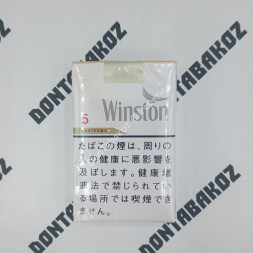 DONTABAKOZ
Winston
5
たばこの煙は、周りの
人の健康に悪影響を
及ぼします。健康増
進法で禁じられてい
る場所では喫煙でき
ません。